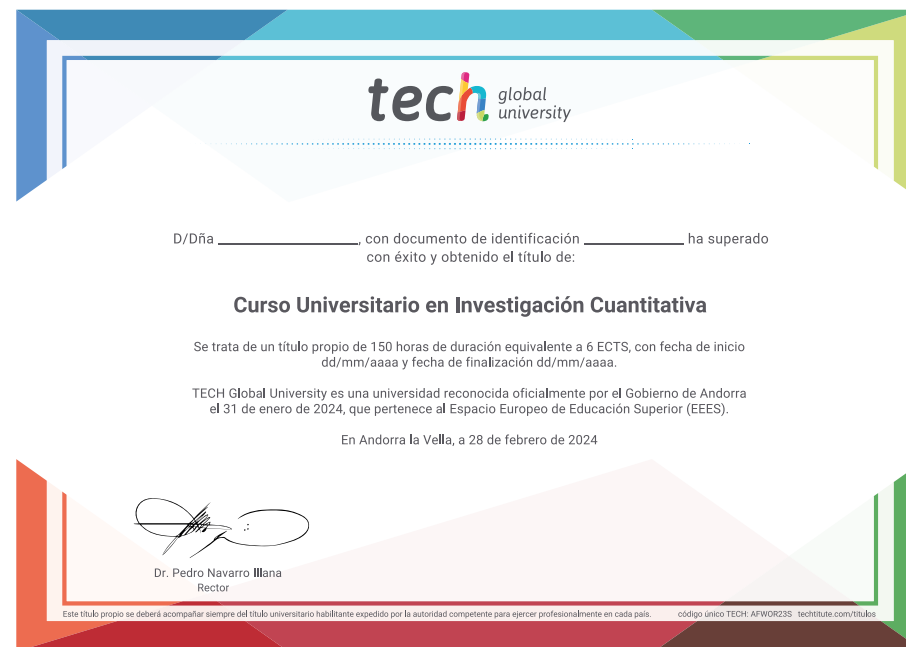 tech global
university
D/Dña ____________, con documento de identificación ____________ ha superado
con éxito y obtenido el título de:
Curso Universitario en Investigación Cuantitativa
Se trata de un título propio de 150 horas de duración equivalente a 6 ECTS, con fecha de inicio
dd/mm/aaaa y fecha de finalización dd/mm/aaaa.
TECH Global University es una universidad reconocida oficialmente por el Gobierno de Andorra
el 31 de enero de 2024, que pertenece al Espacio Europeo de Educación Superior (EEES).
En Andorra la Vella, a 28 de febrero de 2024
Dr. Pedro Navarro Illana
Rector
Este título propio se deberá acompañar siempre del título universitario habilitante expedido por la autoridad competente para ejercer profesionalmente en cada país. código único TECH: AFWOR23S techtitute.com/titulos